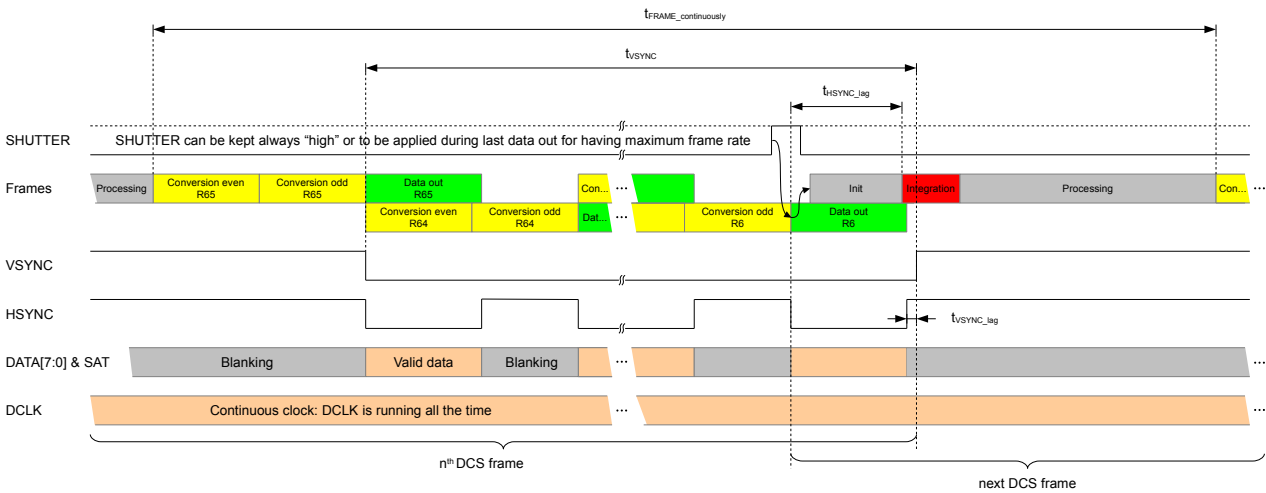 tFRAME_continuously
tVSYNC
tHSYNC_lag
SHUTTER
SHUTTER can be kept always “high” or to be applied during last data out for having maximum frame rate
Frames
Processing
Conversion even
R65
Conversion odd
R65
Data out
R65
Con...
...
Init
Integration
Processing
Con...
Conversion even
R64
Conversion odd
R64
Dat...
...
Conversion odd
R6
Data out
R6
VSYNC
HSYNC
tVSYNC_lag
DATA[7:0] & SAT
Blanking
Valid data
Blanking
...
...
DCLK
Continuous clock: DCLK is running all the time
...
...
nth DCS frame
next DCS frame